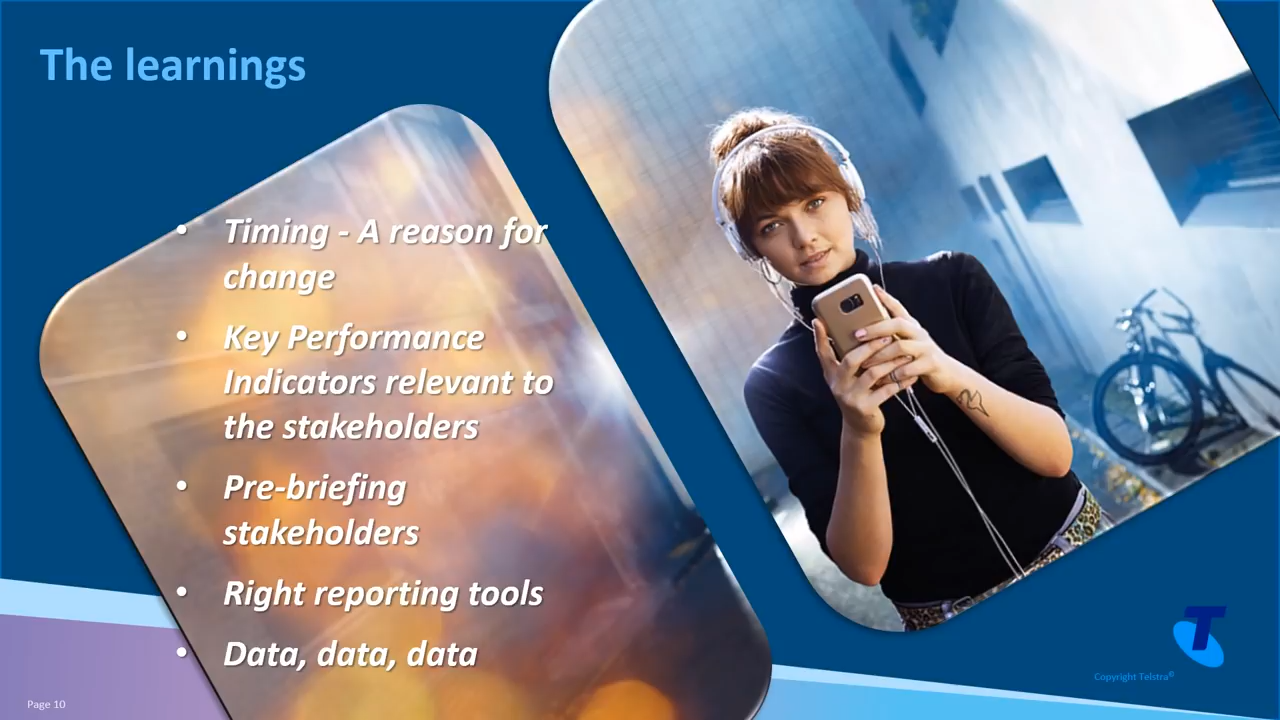 The learnings
• Timing - A reason for
change
• Key Performance
Indicators relevant to
the stakeholders
• Pre-briefing
stakeholders
• Right reporting tools
• Data, data, data
T
Copyright Telstra©
Page 10